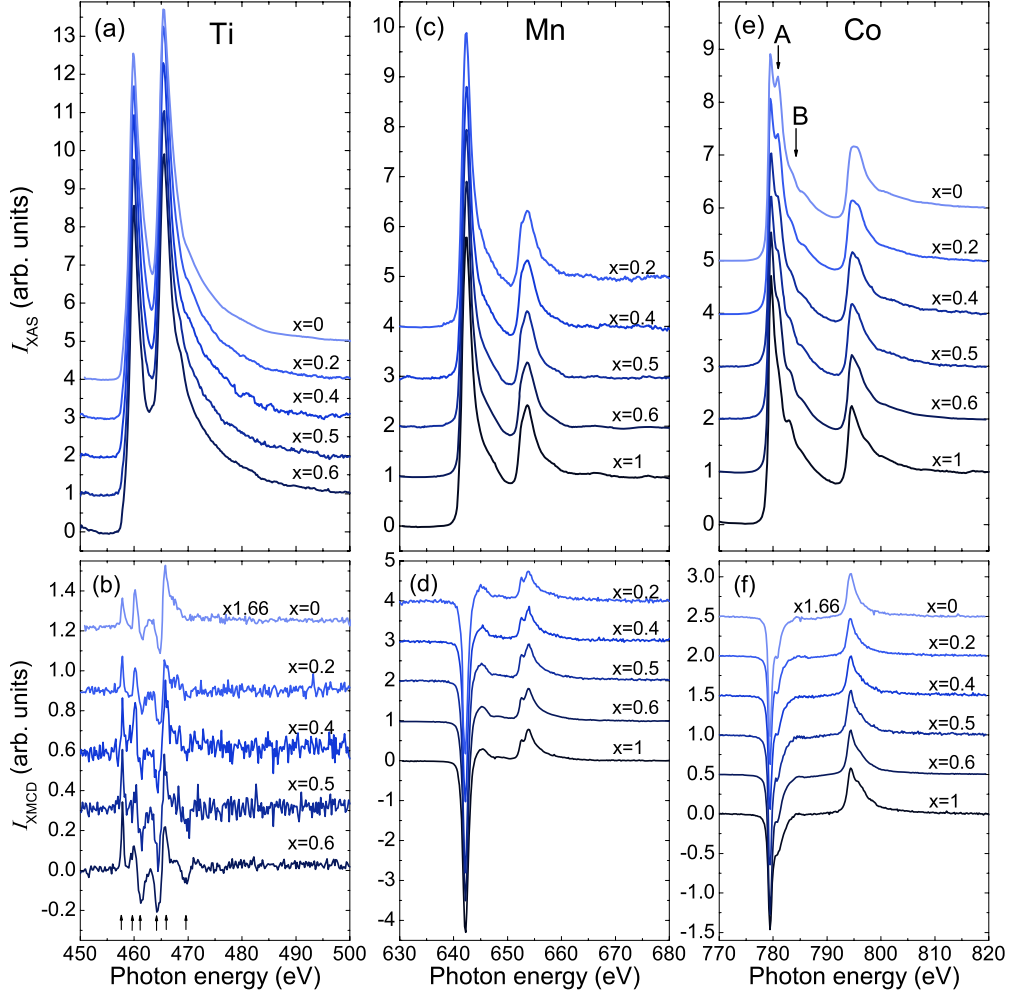 (a) Ti
13
12
11
10
9
8
7
6
5
4
3
2
1
0
x=0
x=0.2
x=0.4
x=0.5
x=0.6
I_XAS (arb. units)
(c) Mn
10
9
8
7
6
5
4
3
2
1
0
x=0.2
x=0.4
x=0.5
x=0.6
x=1
(e) Co
A
B
9
8
7
6
5
4
3
2
1
0
x=0
x=0.2
x=0.4
x=0.5
x=0.6
x=1
(b)
1.4
1.2
1.0
0.8
0.6
0.4
0.2
0.0
-0.2
x1.66 x=0
x=0.2
x=0.4
x=0.5
x=0.6
I_XMCD (arb. units)
450 460 470 480 490 500
Photon energy (eV)
(d)
5
4
3
2
1
0
-1
-2
-3
-4
x=0.2
x=0.4
x=0.5
x=0.6
x=1
630 640 650 660 670 680
Photon energy (eV)
(f)
3.0
2.5
2.0
1.5
1.0
0.5
0.0
-0.5
-1.0
-1.5
x1.66 x=0
x=0.2
x=0.4
x=0.5
x=0.6
x=1
770 780 790 800 810 820
Photon energy (eV)